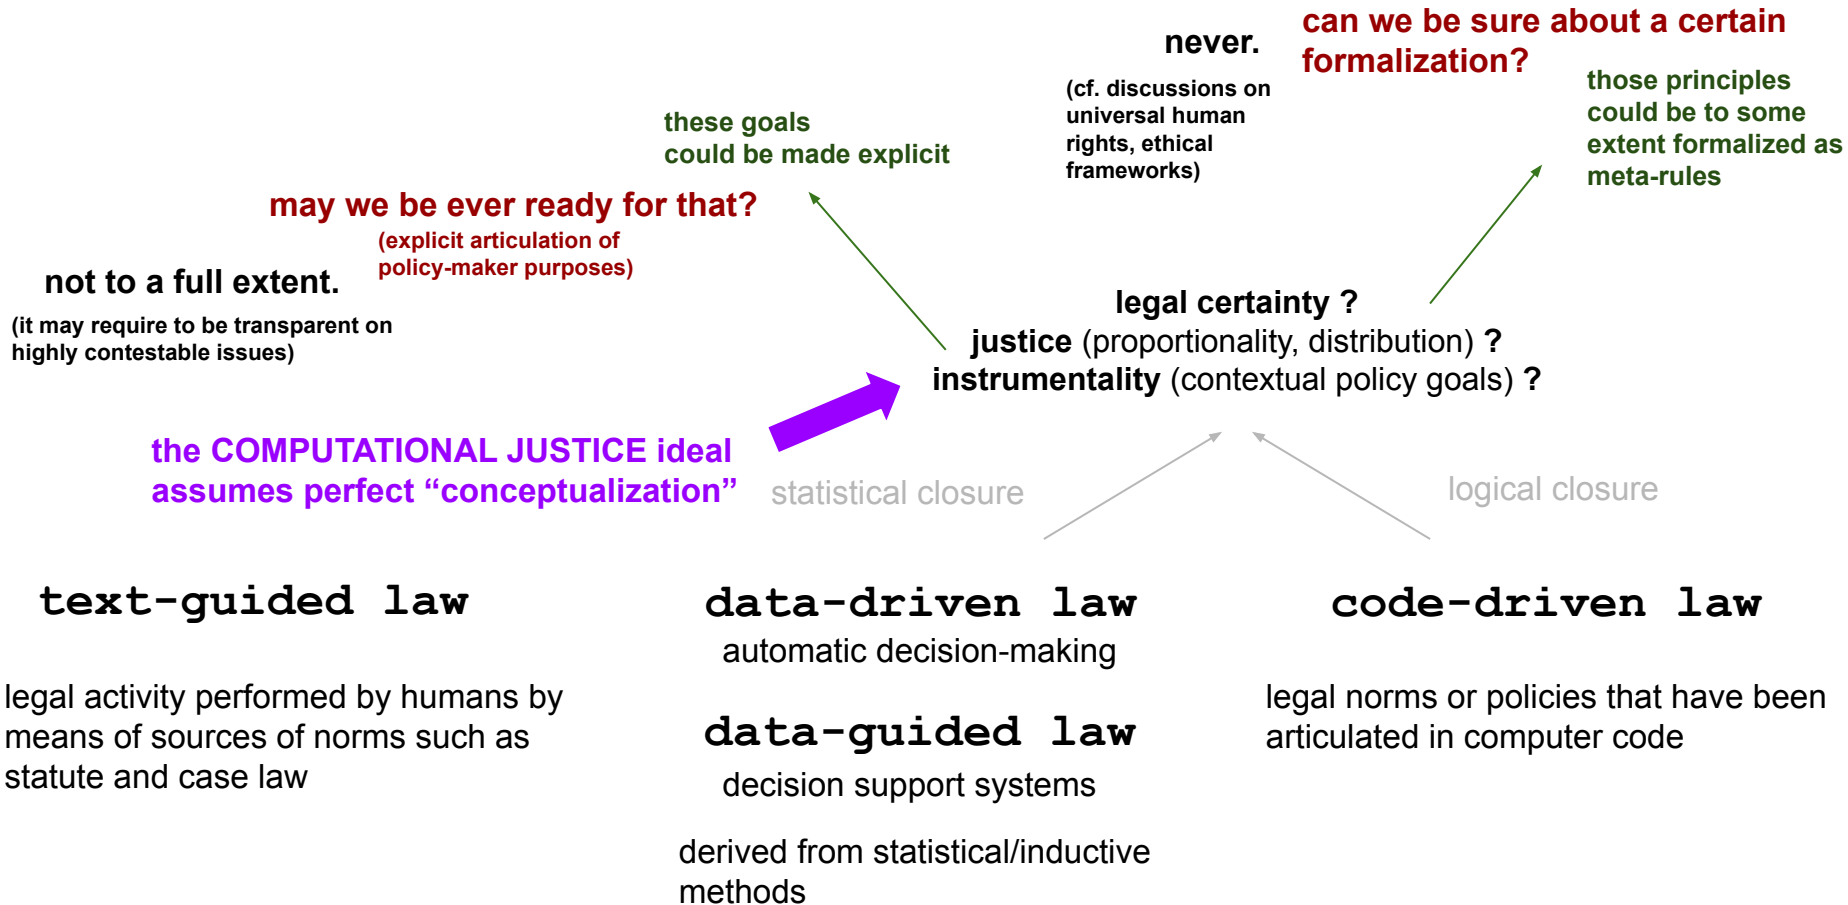 can we be sure about a certain
formalization?
never.
(cf. discussions on
universal human
rights, ethical
frameworks)
those principles
could be to some
extent formalized as
meta-rules
these goals
could be made explicit
may we be ever ready for that?
(explicit articulation of
policy-maker purposes)
not to a full extent.
(it may require to be transparent on
highly contestable issues)
legal certainty ?
justice (proportionality, distribution) ?
instrumentality (contextual policy goals) ?
the COMPUTATIONAL JUSTICE ideal
assumes perfect “conceptualization”
statistical closure
logical closure
text-guided law
legal activity performed by humans by
means of sources of norms such as
statute and case law
data-driven law
automatic decision-making
data-guided law
decision support systems
derived from statistical/inductive
methods
code-driven law
legal norms or policies that have been
articulated in computer code